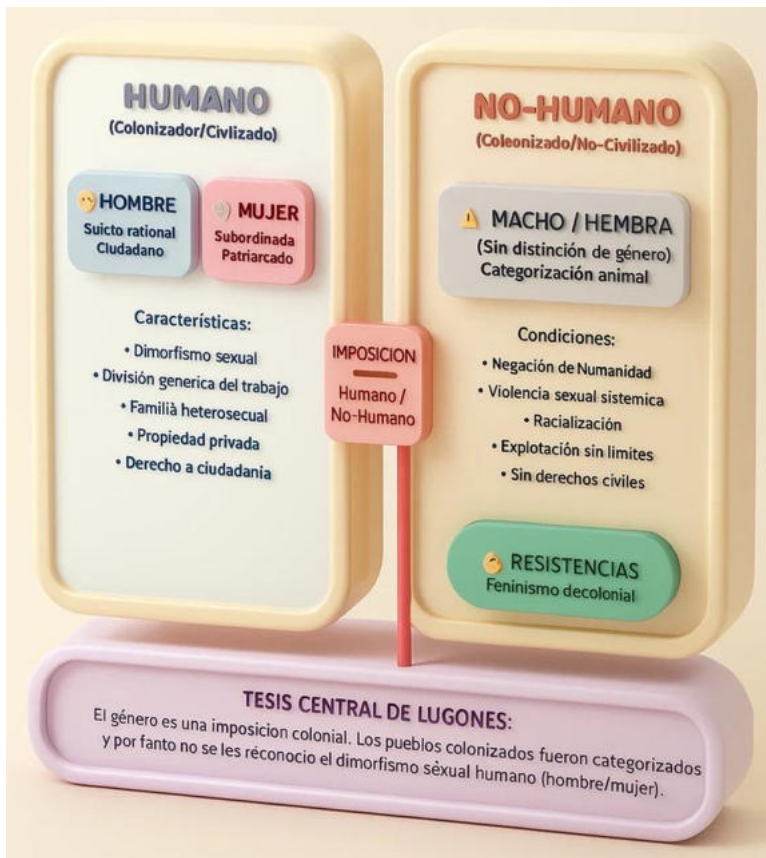 HUMANO
(Colonizador/Civlizado)
HOMBRE
Suicto rational
Cludadano
MUJER
Subordinada
Patriarcado
Características:
• Dimorfismo sexual
• División generica del trabajo
• Familià heterosecual
• Propiedad privada
• Derecho a ciudadania
IMPOSICION
Humano /
No-Humano
NO-HUMANO
(Coleonizado/No-Civilizado)
MACHO / HEMBRA
(Sin distinción de género)
Categorización animal
Condiciones:
• Negación de Numanidad
• Violencia sexual sistemica
• Racialización
• Explotación sin limites
• Sin derechos civiles
RESISTENCIAS
Feninismo decolonial
TESIS CENTRAL DE LUGONES:
El género es una imposicion colonial. Los pueblos colonizados fueron categorizados
y por fanto no se les réconocio el dimorfismo sèxual humano (hombre/mujer).